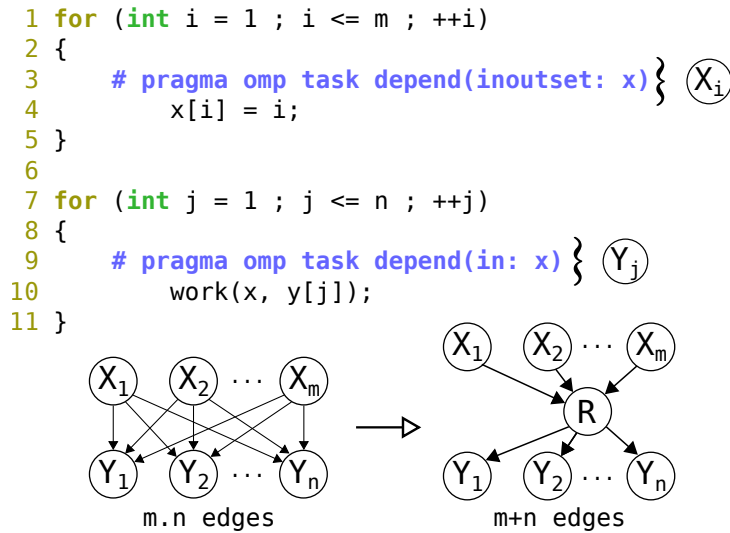 1 for (int i = 1 ; i <= m ; ++i)
2 {
3     # pragma omp task depend(inoutset: x) Xi
4         x[i] = i;
5 }
6
7 for (int j = 1 ; j <= n ; ++j)
8 {
9     # pragma omp task depend(in: x) Yj
10         work(x, y[j]);
11 }
X1 X2 ··· Xm
Y1 Y2 ··· Yn
m.n edges
X1 X2 ··· Xm
R
Y1 Y2 ··· Yn
m+n edges